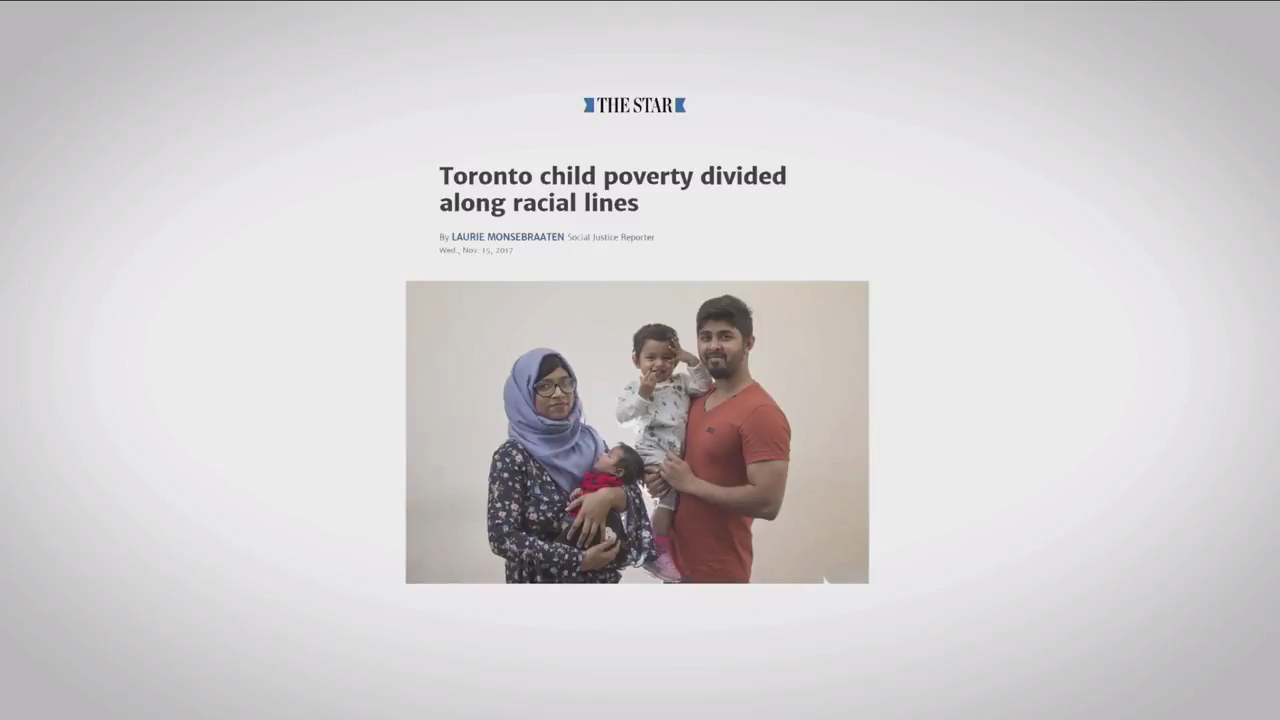 THE STAR
Toronto child poverty divided
along racial lines
By LAURIE MONSEBRAATEN Social Justice Reporter
Wed., Nov. 15, 2017